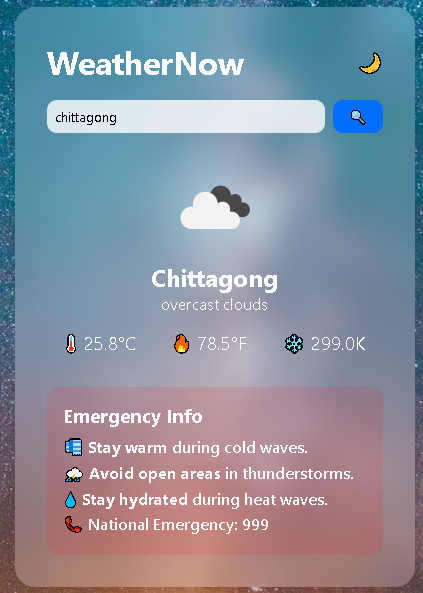 WeatherNow
chittagong
Chittagong
overcast clouds
25.8°C 78.5°F 299.0K
Emergency Info
Stay warm during cold waves.
Avoid open areas in thunderstorms.
Stay hydrated during heat waves.
National Emergency: 999